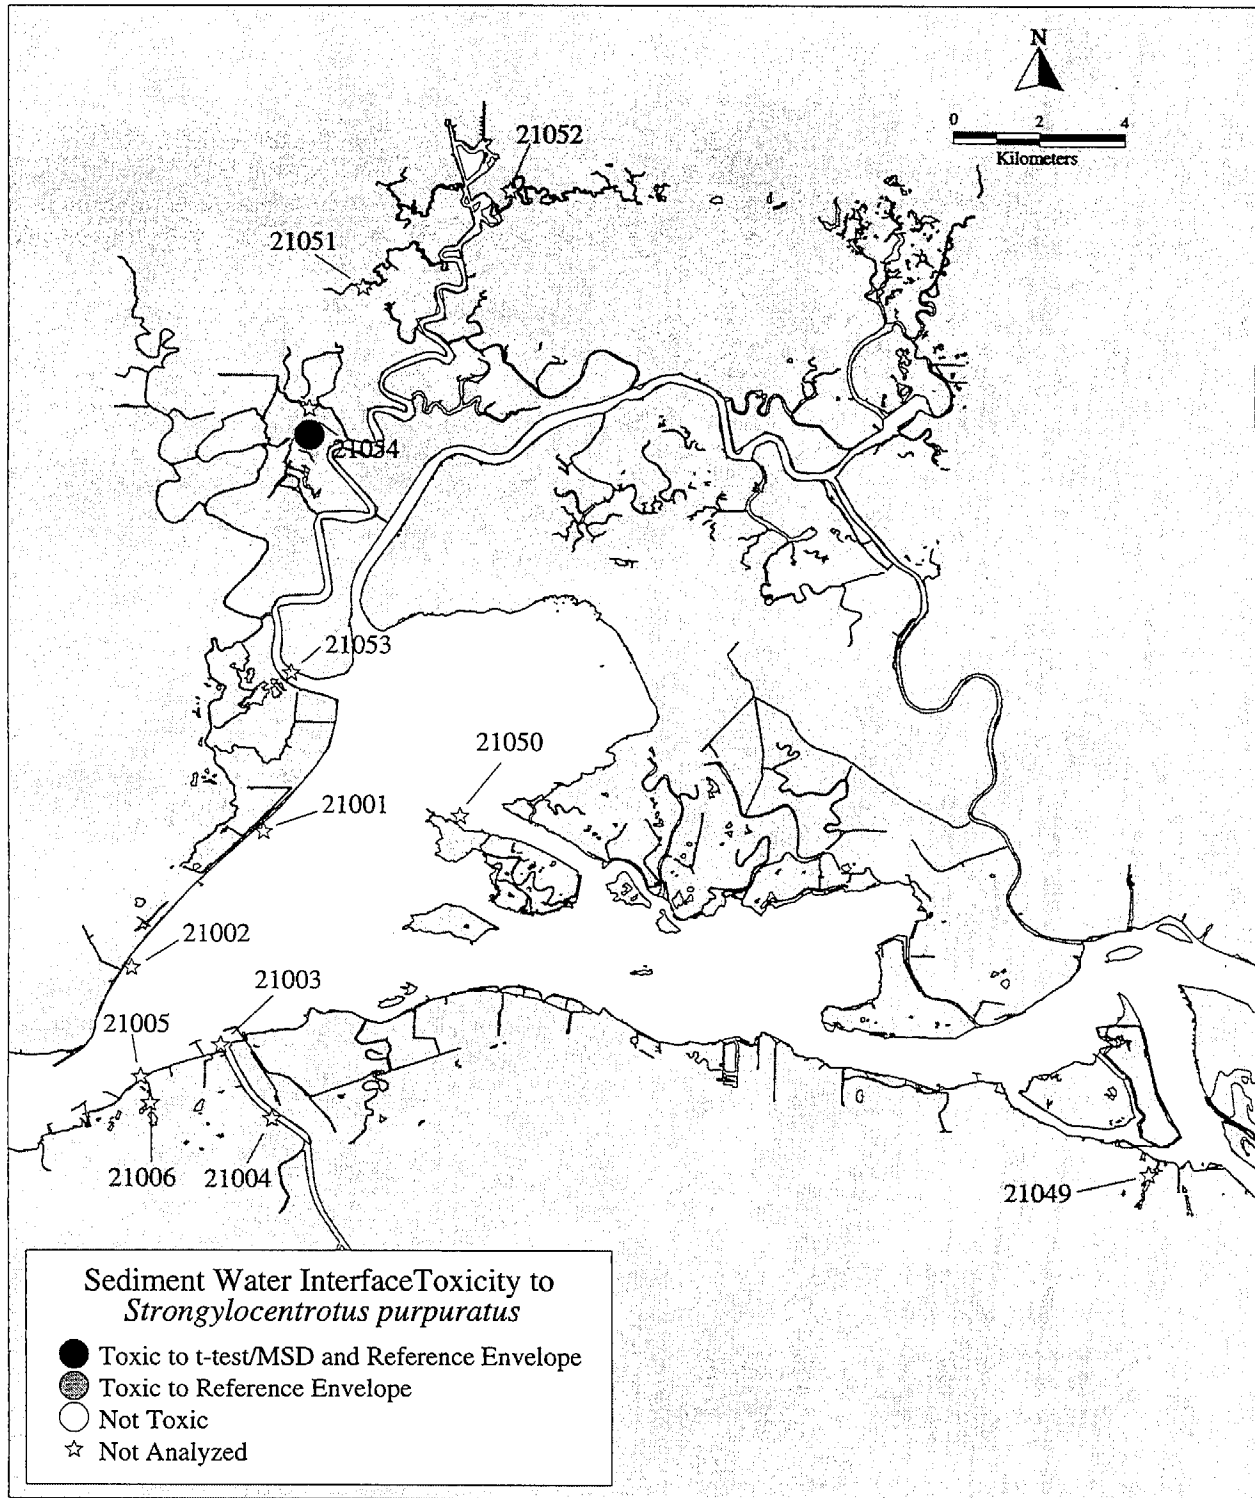 N
0 2 4
Kilometers
21052
21051
21054
21053
21050
21001
21002
21003
21005
21006
21004
21049
Sediment Water InterfaceToxicity to
Strongylocentrotus purpuratus
Toxic to t-test/MSD and Reference Envelope
Toxic to Reference Envelope
Not Toxic
Not Analyzed